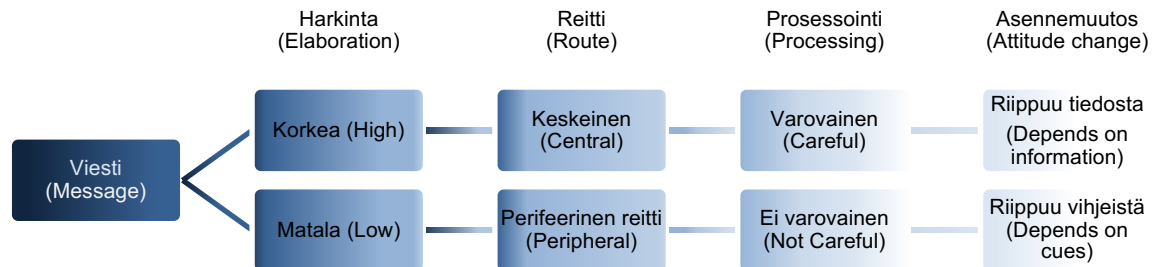 Harkinta
(Elaboration)
Reitti
(Route)
Prosessointi
(Processing)
Asennemuutos
(Attitude change)
Viesti
(Message)
Korkea (High)
Keskeinen
(Central)
Varovainen
(Careful)
Riippuu tiedosta
(Depends on
information)
Matala (Low)
Perifeerinen reitti
(Peripheral)
Ei varovainen
(Not Careful)
Riippuu vihjeistä
(Depends on
cues)